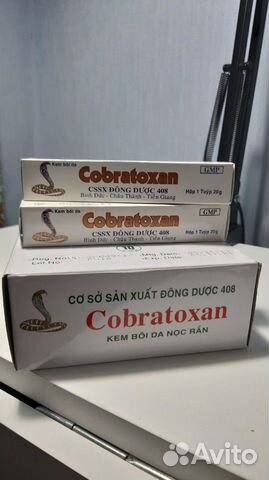 Kem bôi da
Cobratoxan
GMP
CSSX ĐÔNG DƯỢC 408
Bình Đức - Châu Thành - Tiền Giang
Hộp 1 Tuýp 20g
Kem bôi da
Cobratoxan
GMP
CSSX ĐÔNG DƯỢC 408
Bình Đức - Châu Thành - Tiền Giang
Hộp 1 Tuýp 20g
CƠ SỞ SẢN XUẤT ĐÔNG DƯỢC 408
Cobratoxan
KEM BÔI DA NỌC RẮN
Avito